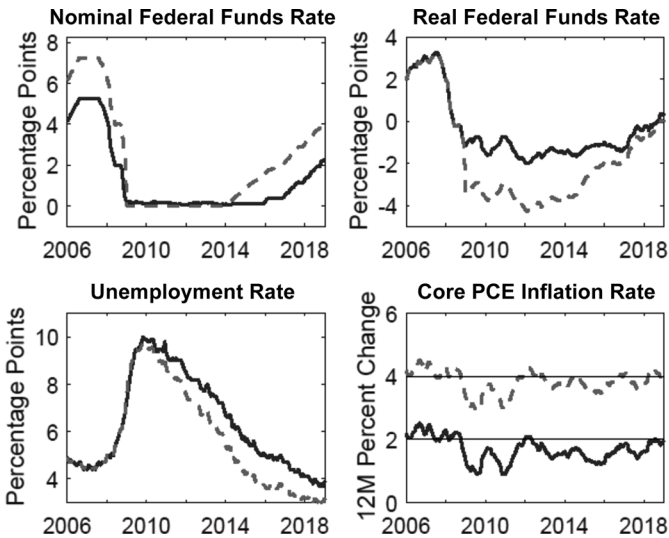 Nominal Federal Funds Rate
Percentage Points
8
6
4
2
0
2006 2010 2014 2018
Real Federal Funds Rate
Percentage Points
4
2
0
-2
-4
2006 2010 2014 2018
Unemployment Rate
Percentage Points
10
8
6
4
2006 2010 2014 2018
Core PCE Inflation Rate
12M Percent Change
6
4
2
0
2006 2010 2014 2018